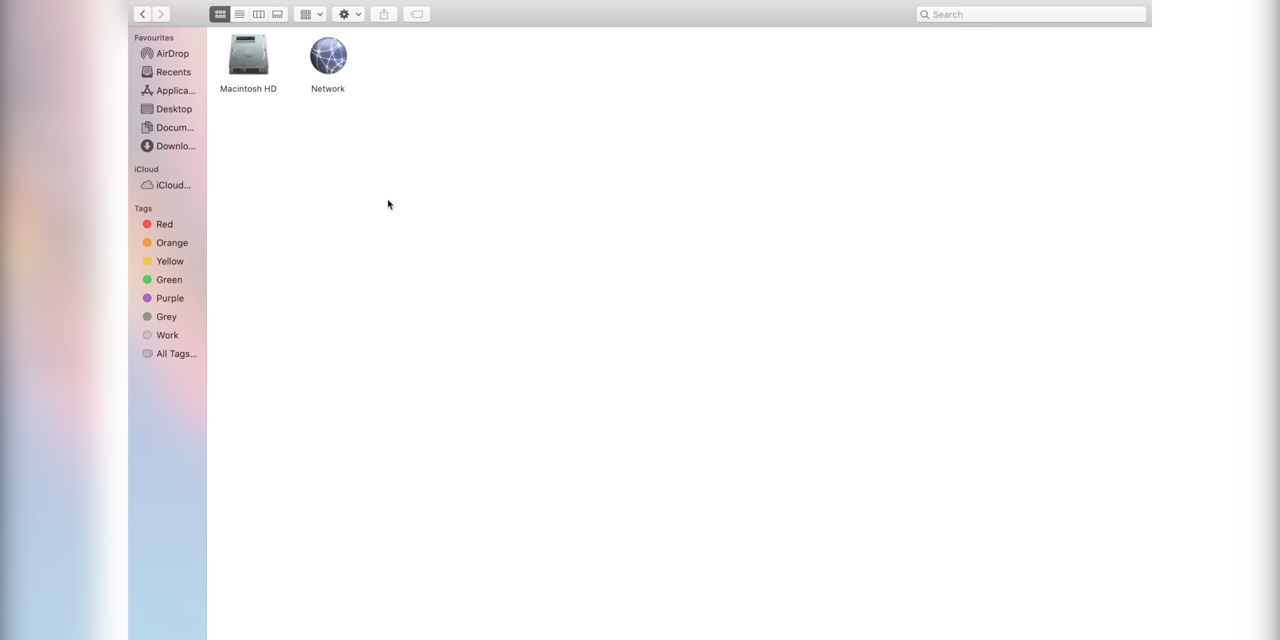 Search
Favourites
AirDrop
Recents
Applica...
Desktop
Docum...
Downlo...
iCloud
iCloud...
Tags
Red
Orange
Yellow
Green
Purple
Grey
Work
All Tags...
Macintosh HD
Network